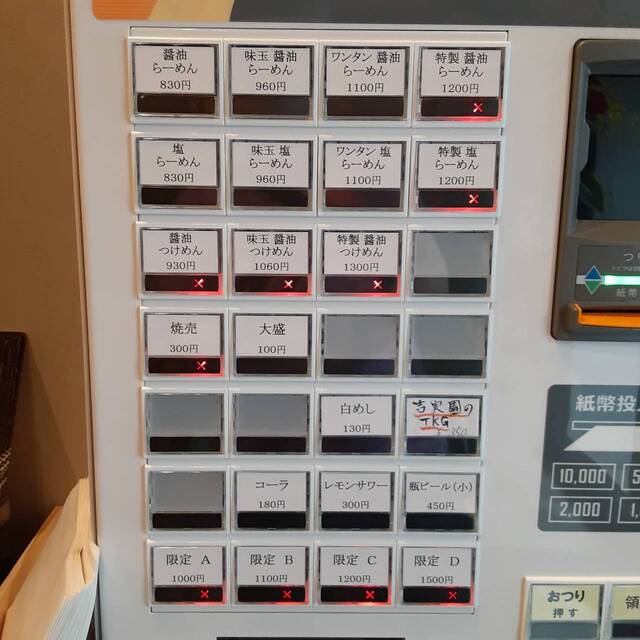 醤油
らーめん
830円
味玉 醤油
らーめん
960円
ワンタン 醤油
らーめん
1100円
特製 醤油
らーめん
1200円
塩
らーめん
830円
味玉 塩
らーめん
960円
ワンタン 塩
らーめん
1100円
特製 塩
らーめん
1200円
醤油
つけめん
930円
味玉 醤油
つけめん
1060円
特製 醤油
つけめん
1300円
焼売
300円
大盛
100円
白めし
130円
吉実園の
TKG
350
コーラ
180円
レモンサワー
300円
瓶ビール(小)
450円
限定 A
1000円
限定 B
1100円
限定 C
1200円
限定 D
1500円
つり
紙幣
紙幣投
10,000
2,000
おつり
押す
領